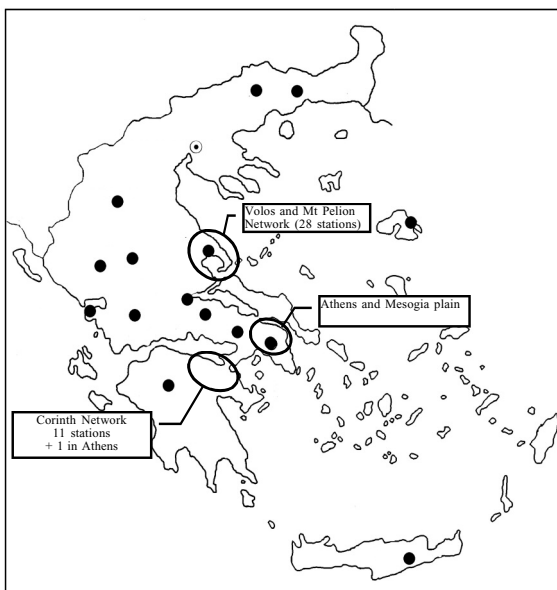 Volos and Mt Pelion
Network (28 stations)
Athens and Mesogia plain
Corinth Network
11 stations
+ 1 in Athens